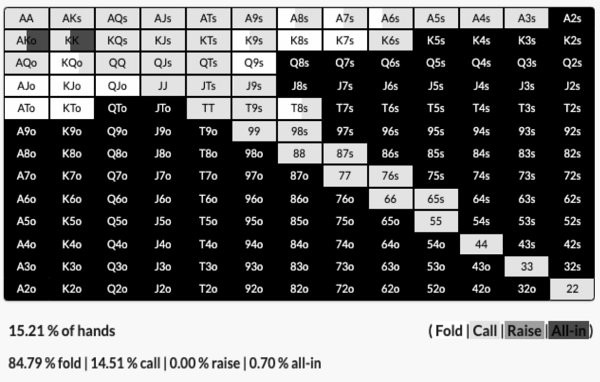 AA AKs AQs AJs ATs A9s A8s A7s A6s A5s A4s A3s A2s
AKo KK KQs KJs KTs K9s K8s K7s K6s K5s K4s K3s K2s
AQo KQo QQ QJs QTs Q9s Q8s Q7s Q6s Q5s Q4s Q3s Q2s
AJo KJo QJo JJ JTs J9s J8s J7s J6s J5s J4s J3s J2s
ATo KTo QTo JTo TT T9s T8s T7s T6s T5s T4s T3s T2s
A9o K9o Q9o J9o T9o 99 98s 97s 96s 95s 94s 93s 92s
A8o K8o Q8o J8o T8o 98o 88 87s 86s 85s 84s 83s 82s
A7o K7o Q7o J7o T7o 97o 87o 77 76s 75s 74s 73s 72s
A6o K6o Q6o J6o T6o 96o 86o 76o 66 65s 64s 63s 62s
A5o K5o Q5o J5o T5o 95o 85o 75o 65o 55 54s 53s 52s
A4o K4o Q4o J4o T4o 94o 84o 74o 64o 54o 44 43s 42s
A3o K3o Q3o J3o T3o 93o 83o 73o 63o 53o 43o 33 32s
A2o K2o Q2o J2o T2o 92o 82o 72o 62o 52o 42o 32o 22
15.21 % of hands (Fold | Call | Raise | All-in)
84.79 % fold | 14.51 % call | 0.00 % raise | 0.70 % all-in